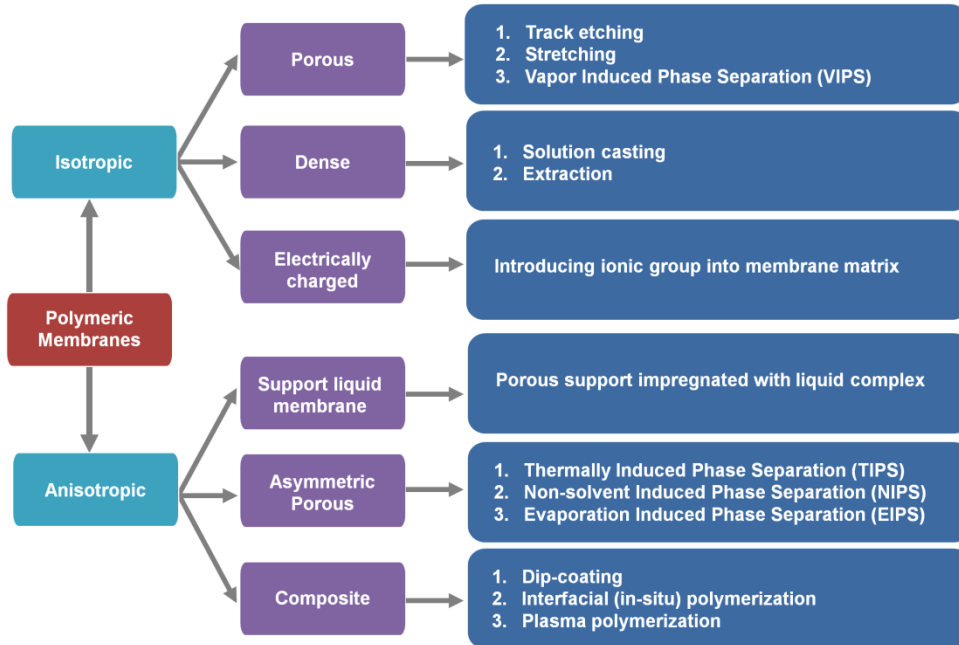 Porous
1. Track etching
2. Stretching
3. Vapor Induced Phase Separation (VIPS)
Isotropic
Dense
1. Solution casting
2. Extraction
Electrically
charged
Introducing ionic group into membrane matrix
Polymeric
Membranes
Support liquid
membrane
Porous support impregnated with liquid complex
Anisotropic
Asymmetric
Porous
1. Thermally Induced Phase Separation (TIPS)
2. Non-solvent Induced Phase Separation (NIPS)
3. Evaporation Induced Phase Separation (EIPS)
Composite
1. Dip-coating
2. Interfacial (in-situ) polymerization
3. Plasma polymerization